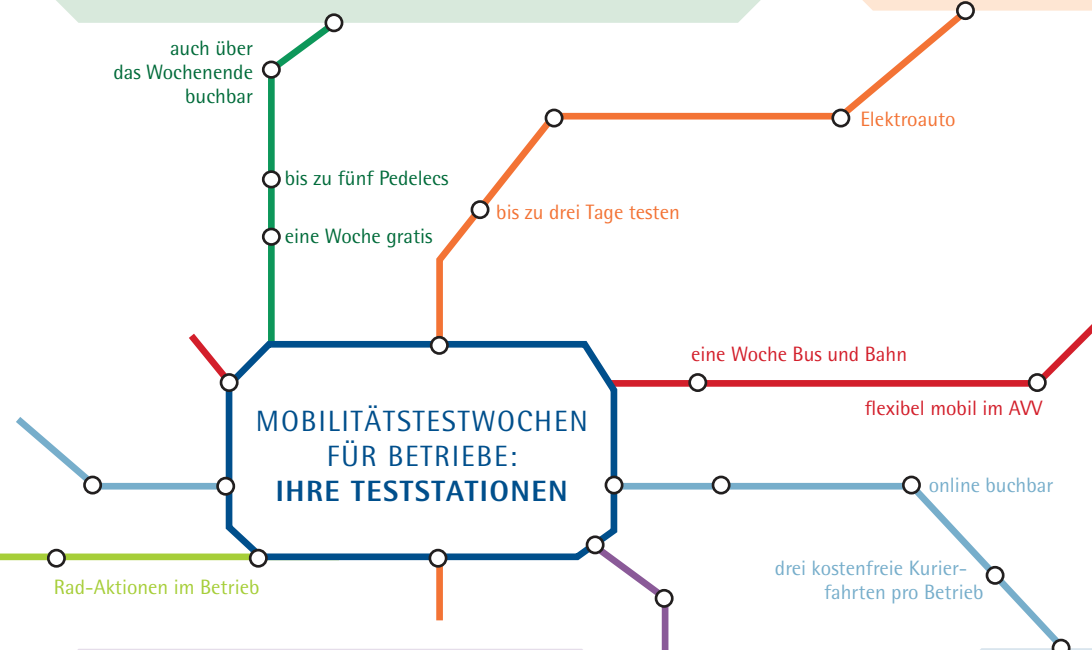 auch über
das Wochenende
buchbar
Elektroauto
bis zu fünf Pedelecs
bis zu drei Tage testen
eine Woche gratis
eine Woche Bus und Bahn
flexibel mobil im AVV
MOBILITÄTSTESTWOCHEN
FÜR BETRIEBE:
IHRE TESTSTATIONEN
online buchbar
drei kostenfreie Kurier-
fahrten pro Betrieb
Rad-Aktionen im Betrieb